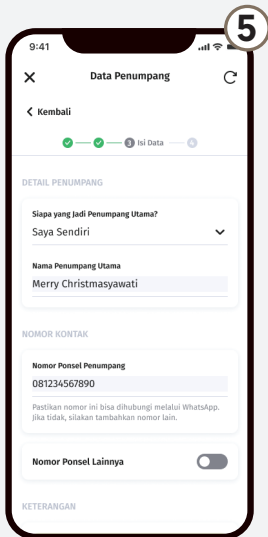 5
9:41
Data Penumpang
Kembali
3 Isi Data 4
DETAIL PENUMPANG
Siapa yang Jadi Penumpang Utama?
Saya Sendiri
Nama Penumpang Utama
Merry Christmasyawati
NOMOR KONTAK
Nomor Ponsel Penumpang
081234567890
Pastikan nomor ini bisa dihubungi melalui WhatsApp.
Jika tidak, silakan tambahkan nomor lain.
Nomor Ponsel Lainnya
KETERANGAN